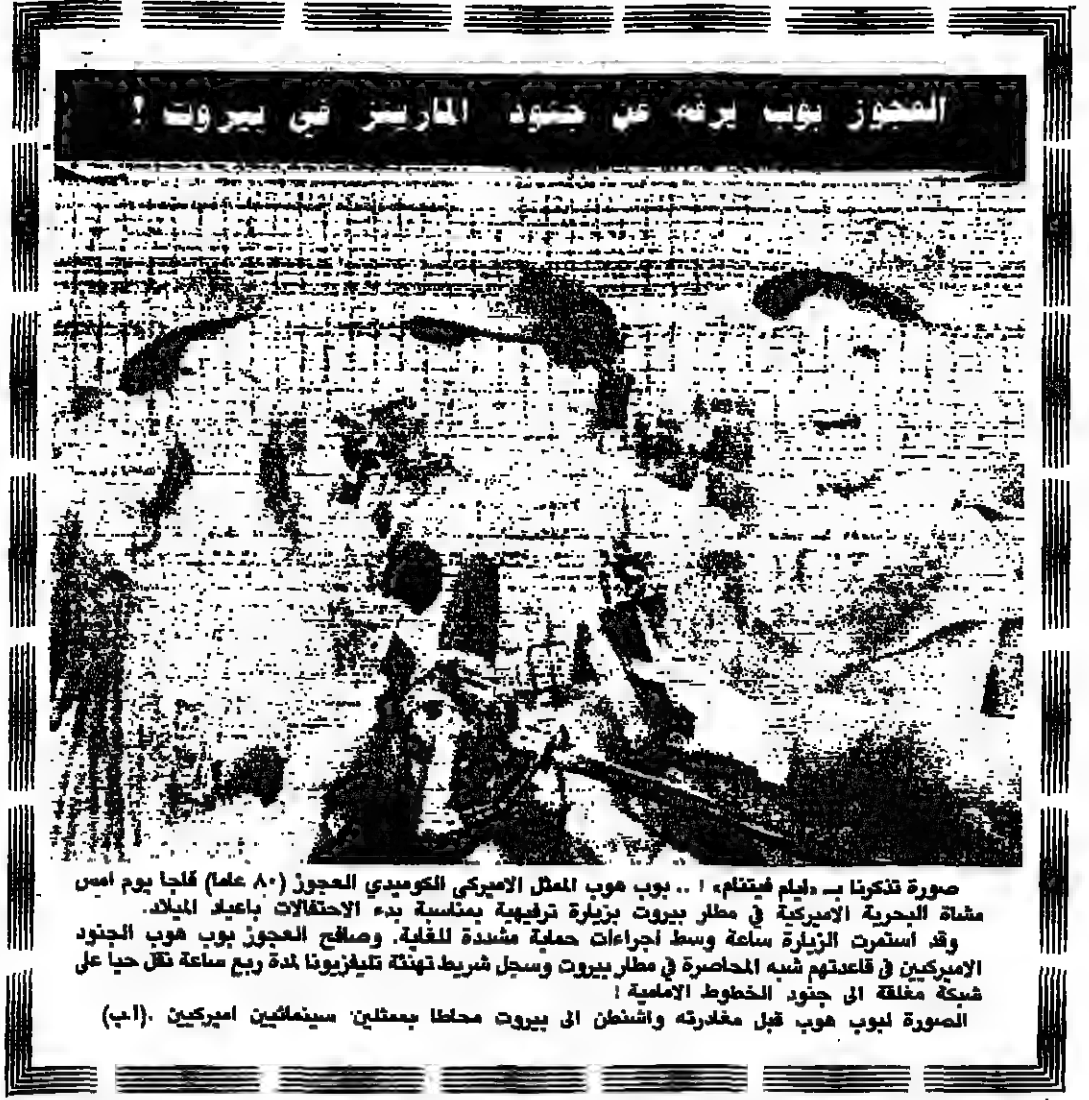 العجوز بوب يرفه عن جنود المارينز في بيروت !
صورة تذكرنا بـ «ايام فيتنام» ! .. بوب هوب الممثل الاميركي الكوميدي العجوز (٨٠ عاما) فاجأ يوم امس
مشاة البحرية الاميركية في مطار بيروت بزيارة ترفيهية بمناسبة بدء الاحتفالات باعياد الميلاد.
وقد استمرت الزيارة ساعة وسط اجراءات حماية مشددة للغاية. وصافح العجوز بوب هوب الجنود
الاميركيين في قاعدتهم شبه المحاصرة في مطار بيروت وسجل شريط تهنئة تليفزيونا لمدة ربع ساعة نقل حيا على
شبكة مغلقة الى جنود الخطوط الامامية !
الصورة لبوب هوب قبل مغادرته واشنطن الى بيروت محاطا بممثلين سينمائيين اميركيين .(أ ب)